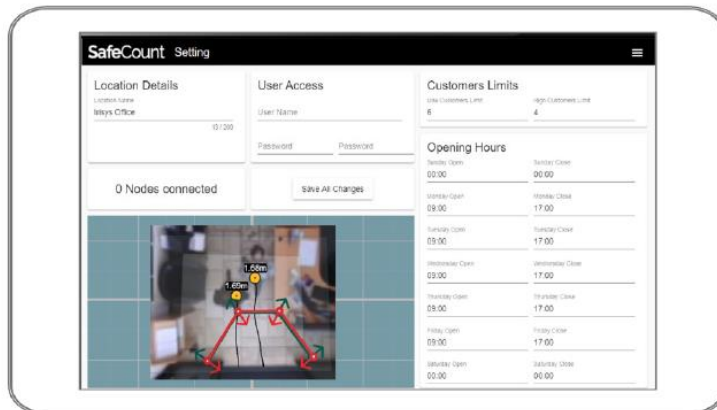 SafeCount Setting
Location Details
Location Name
Irisys Office
User Access
User Name
Password
Password
Customers Limits
Max Customers Limit
6
High Customers Limit
4
0 Nodes connected
Save All Changes
Opening Hours
Sunday Open
Sunday Close
00:00
00:00
Monday Open
Monday Close
09:00
17:00
Tuesday Open
Tuesday Close
09:00
17:00
Wednesday Open
Wednesday Close
09:00
17:00
Thursday Open
Thursday Close
09:00
17:00
Friday Open
Friday Close
09:00
17:00
Saturday Open
Saturday Close
00:00
00:00
1.68m
1.69m